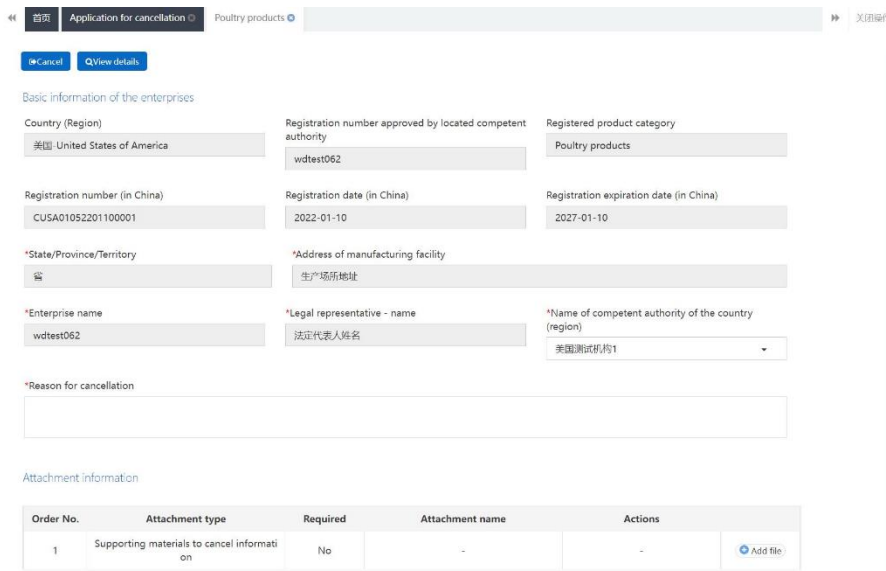 首页 Application for cancellation Poultry products 关闭操作
Cancel View details
Basic information of the enterprises
Country (Region) Registration number approved by located competent authority Registered product category
美国-United States of America wdtest062 Poultry products
Registration number (in China) Registration date (in China) Registration expiration date (in China)
CUSA01052201100001 2022-01-10 2027-01-10
*State/Province/Territory *Address of manufacturing facility
省 生产场所地址
*Enterprise name *Legal representative - name *Name of competent authority of the country (region)
wdtest062 法定代表人姓名 美国测试机构1
*Reason for cancellation
Attachment information
Order No. Attachment type Required Attachment name Actions
1 Supporting materials to cancel informati
on No - - Add file